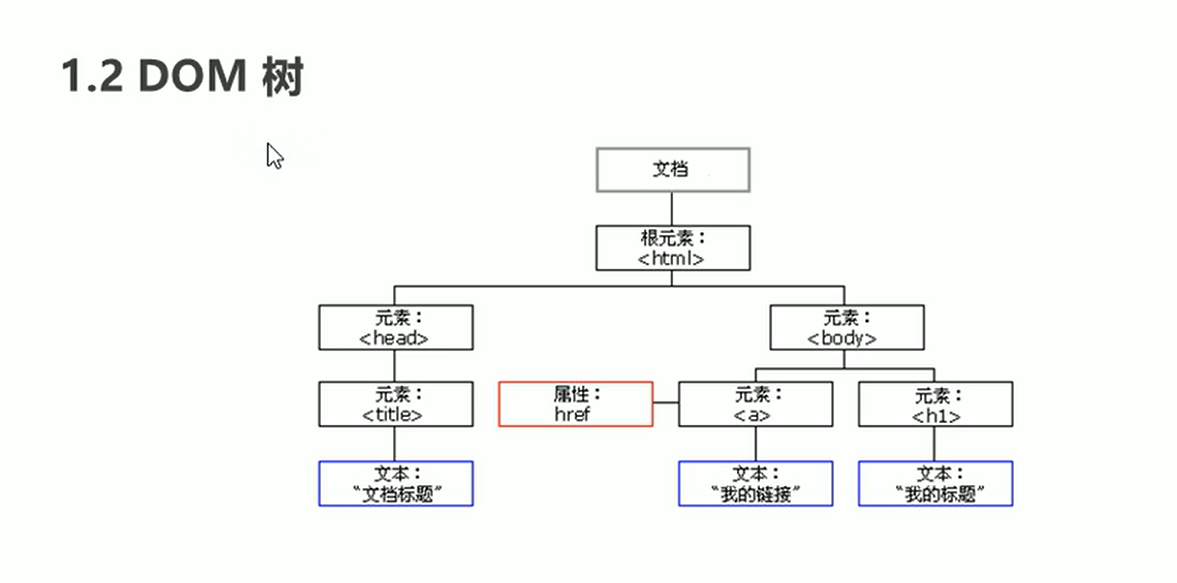 1.2 DOM 树
文档
根元素：
<html>
元素：
<head>
元素：
<body>
元素：
<title>
属性：
href
元素：
<a>
元素：
<h1>
文本：
“文档标题”
文本：
“我的链接”
文本：
“我的标题”